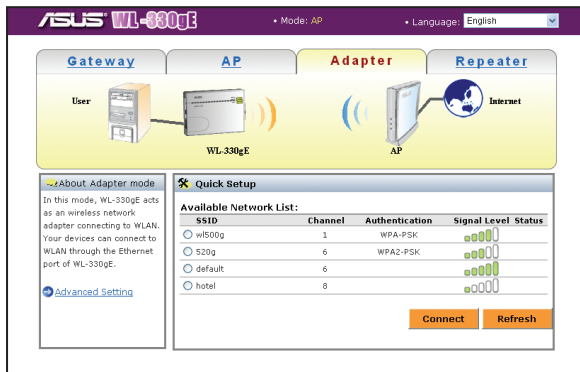 ASUS WL-330gE
• Mode: AP
• Language: English
Gateway
AP
Adapter
Repeater
User
Internet
WL-330gE
AP
About Adapter mode
In this mode, WL-330gE acts
as an wireless network
adapter connecting to WLAN.
Your devices can connect to
WLAN through the Ethernet
port of WL-330gE.
Advanced Setting
Quick Setup
Available Network List:
SSID Channel Authentication Signal Level Status
wl500g 1 WPA-PSK
520g 6 WPA2-PSK
default 6
hotel 8
Connect Refresh